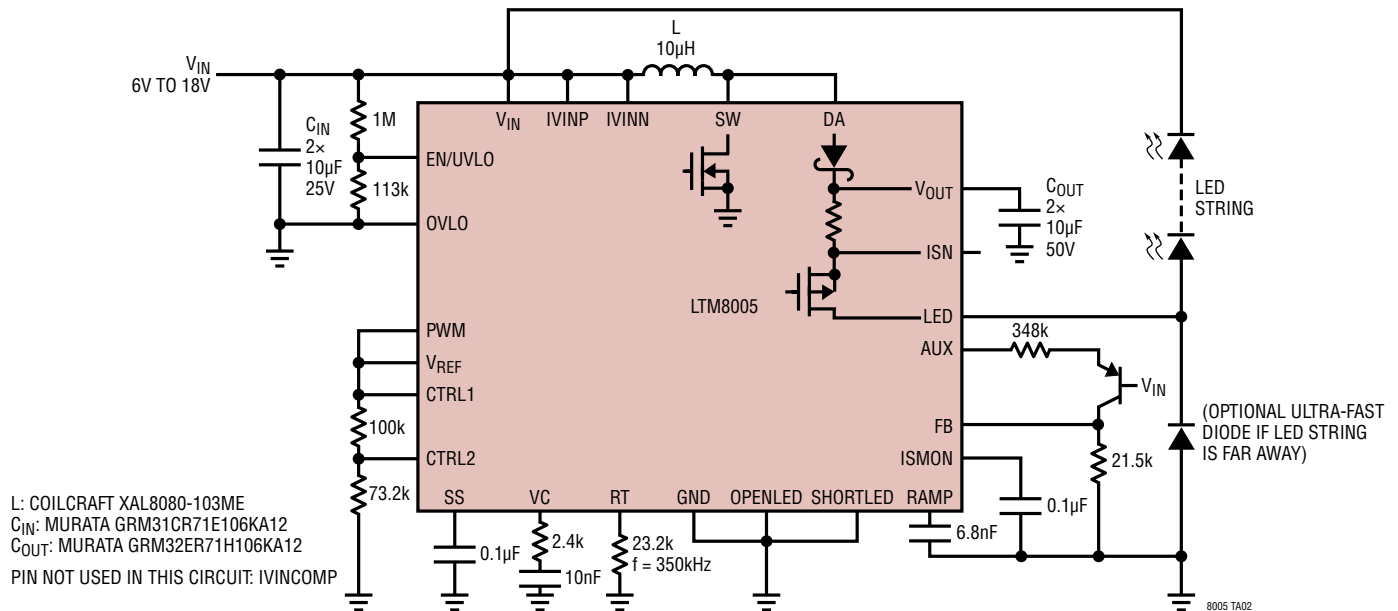 L
10µH
VIN
6V TO 18V
CIN
2×
10µF
25V
1M
113k
VIN
IVINP
IVINN
SW
DA
EN/UVLO
OVLO
VOUT
COUT
2×
10µF
50V
LED
STRING
ISN
LTM8005
LED
PWM
VREF
CTRL1
100k
CTRL2
73.2k
AUX
348k
VIN
FB
(OPTIONAL ULTRA-FAST
DIODE IF LED STRING
IS FAR AWAY)
21.5k
ISMON
SS
VC
RT
GND
OPENLED
SHORTLED
RAMP
0.1µF
0.1µF
2.4k
10nF
23.2k
f = 350kHz
6.8nF
L: COILCRAFT XAL8080-103ME
CIN: MURATA GRM31CR71E106KA12
COUT: MURATA GRM32ER71H106KA12
PIN NOT USED IN THIS CIRCUIT: IVINCOMP
8005 TA02